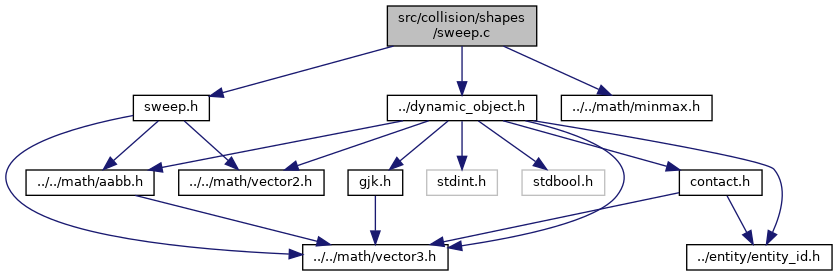 src/collision/shapes
/sweep.c
sweep.h
../dynamic_object.h
../../math/minmax.h
../../math/aabb.h
../../math/vector2.h
gjk.h
stdint.h
stdbool.h
contact.h
../../math/vector3.h
../entity/entity_id.h